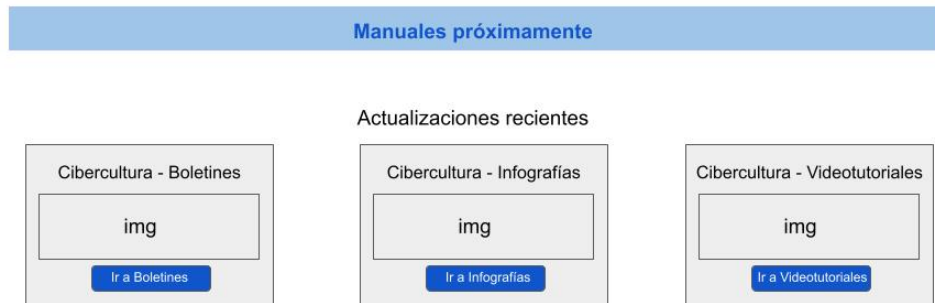 Manuales próximamente
Actualizaciones recientes
Cibercultura - Boletines
img
Ir a Boletines
Cibercultura - Infografías
img
Ir a Infografías
Cibercultura - Videotutoriales
img
Ir a Videotutoriales